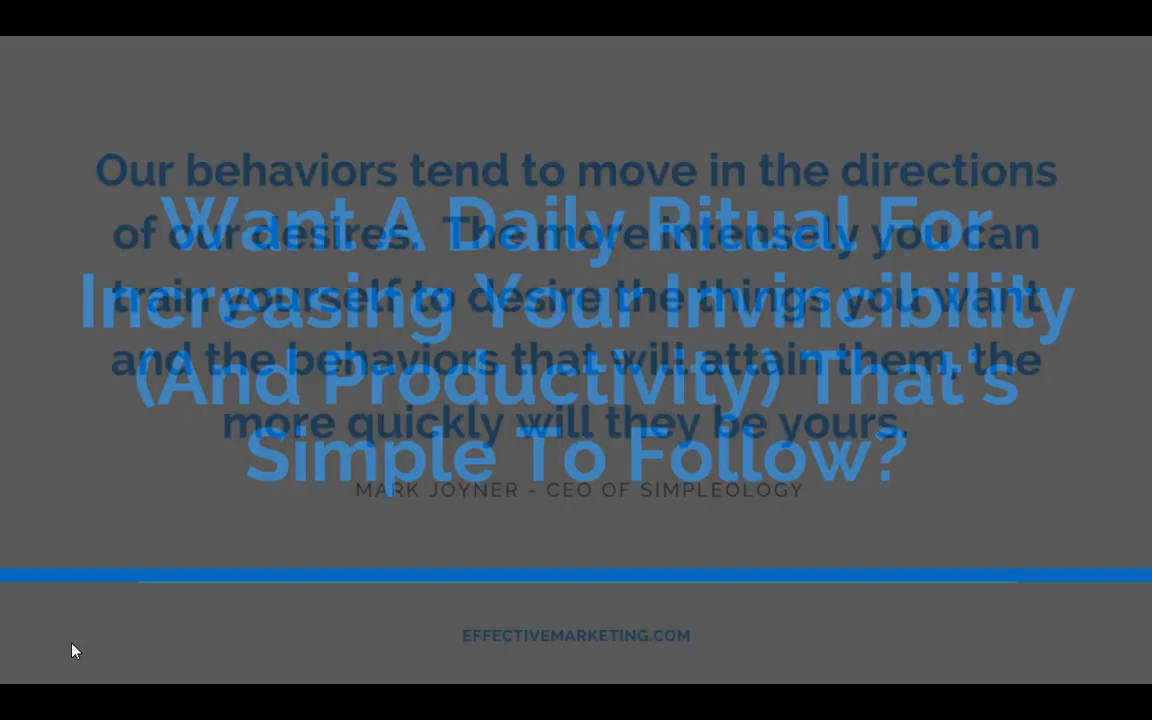 Our behaviors tend to move in the directions
of our desires. The more intensely you can
train yourself to desire the things you want
and the behaviors that will attain them, the
more quickly will they be yours.
MARK JOYNER - CEO OF SIMPLEOLOGY
Want A Daily Ritual For
Increasing Your Invincibility
(And Productivity) That's
Simple To Follow?
EFFECTIVEMARKETING.COM